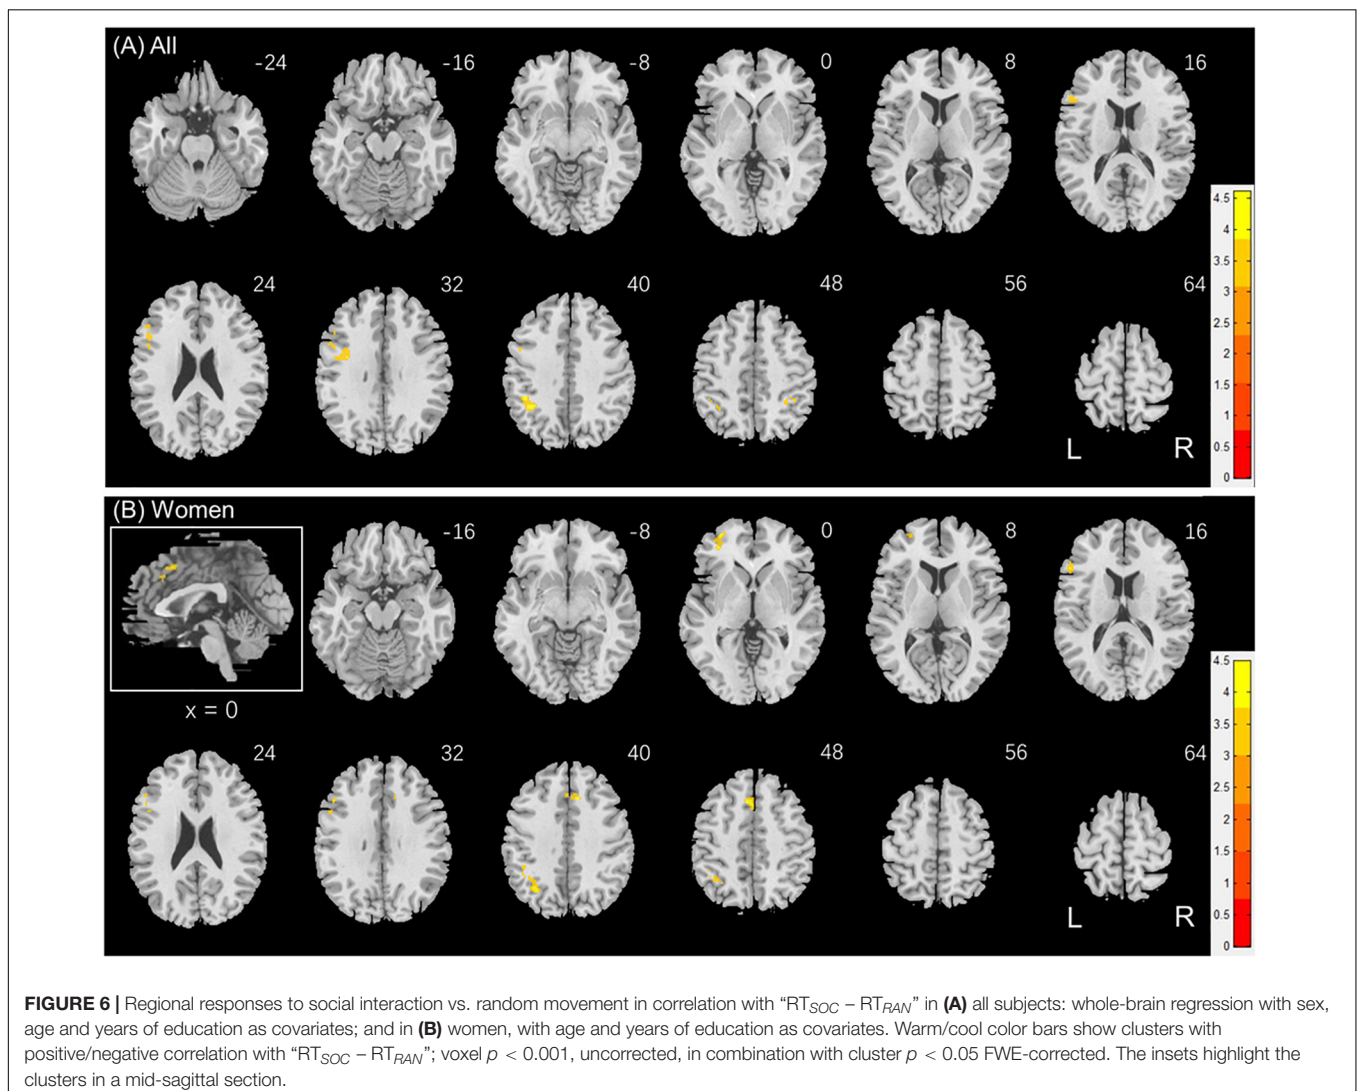 (A) All
-24 -16 -8 0 8 16
24 32 40 48 56 64
L R
4.5
4
3.5
3
2.5
2
1.5
1
0.5
0
(B) Women
-16 -8 0 8 16
x = 0
24 32 40 48 56 64
L R
4.5
4
3.5
3
2.5
2
1.5
1
0.5
0
FIGURE 6 | Regional responses to social interaction vs. random movement in correlation with “RTSOC – RTRAN” in (A) all subjects: whole-brain regression with sex,
age and years of education as covariates; and in (B) women, with age and years of education as covariates. Warm/cool color bars show clusters with
positive/negative correlation with “RTSOC – RTRAN”; voxel p < 0.001, uncorrected, in combination with cluster p < 0.05 FWE-corrected. The insets highlight the
clusters in a mid-sagittal section.